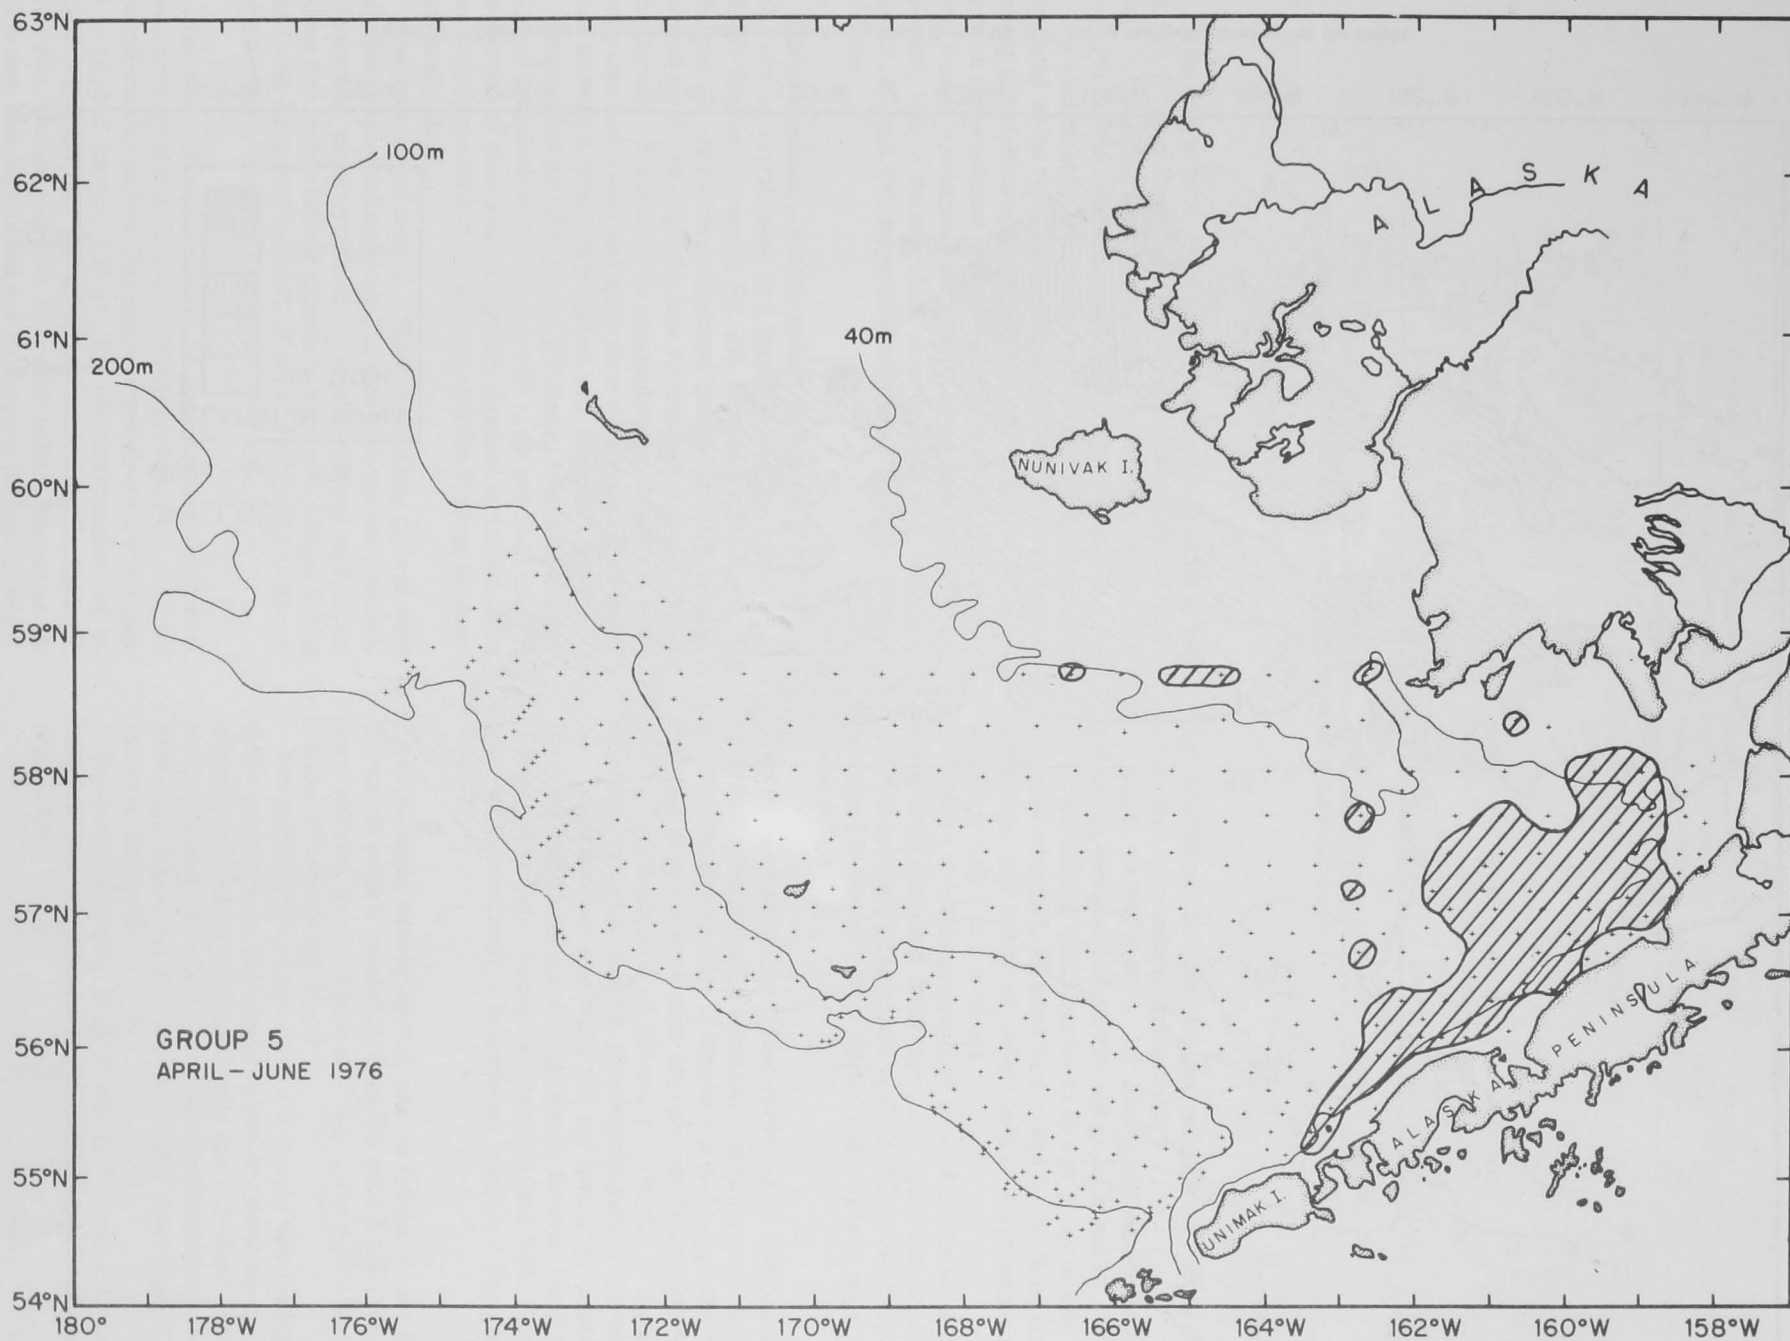 63°N
62°N
61°N
60°N
59°N
58°N
57°N
56°N
55°N
54°N
100m
200m
40m
ALASKA
NUNIVAK I.
ALASKA PENINSULA
UNIMAK I.
GROUP 5
APRIL – JUNE 1976
180° 178°W 176°W 174°W 172°W 170°W 168°W 166°W 164°W 162°W 160°W 158°W